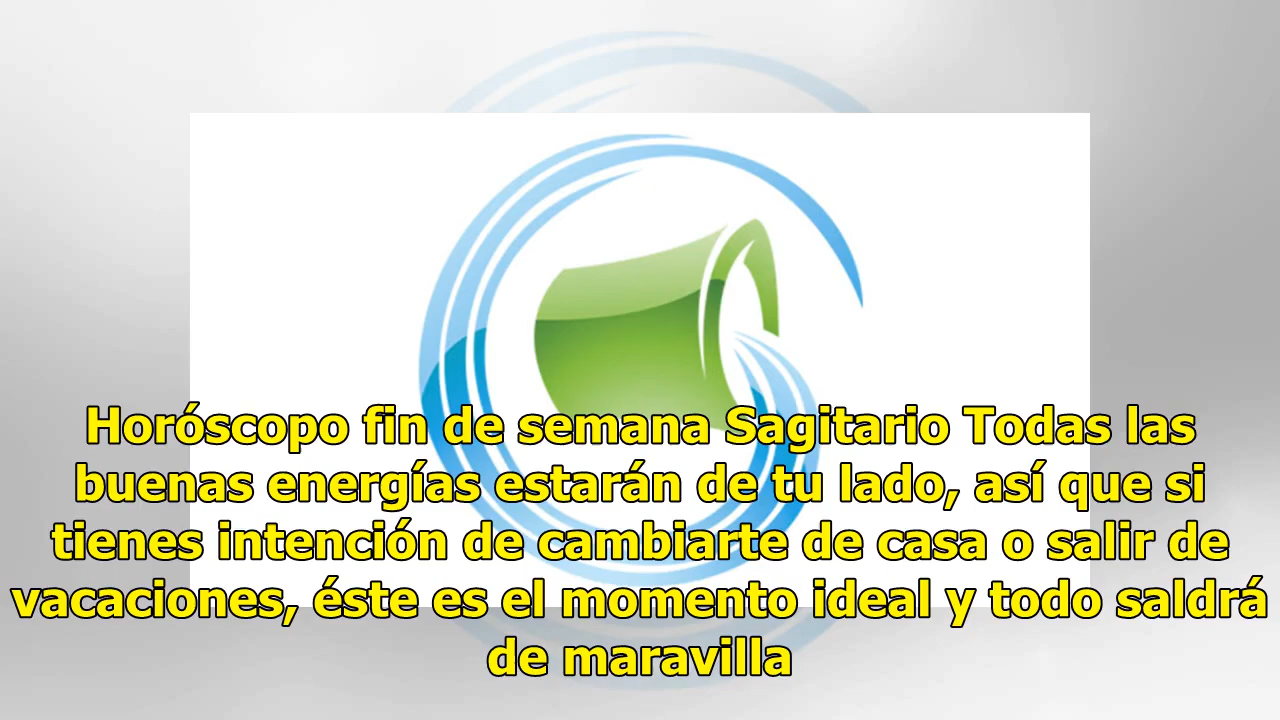 Horóscopo fin de semana Sagitario Todas las
buenas energías estarán de tu lado, así que si
tienes intención de cambiarte de casa o salir de
vacaciones, éste es el momento ideal y todo saldrá
de maravilla